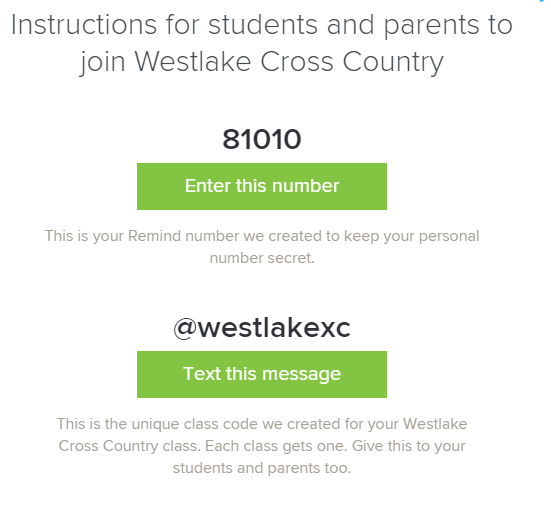 Instructions for students and parents to
join Westlake Cross Country
81010
Enter this number
This is your Remind number we created to keep your personal
number secret.
@westlakexc
Text this message
This is the unique class code we created for your Westlake
Cross Country class. Each class gets one. Give this to your
students and parents too.